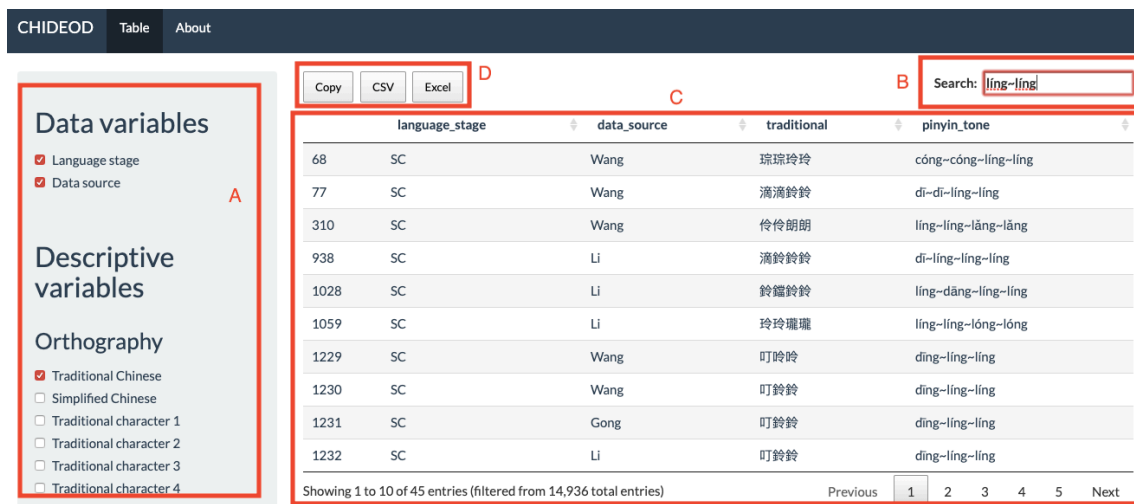 CHIDEOD Table About
A
Data variables
Language stage
Data source
Descriptive
variables
Orthography
Traditional Chinese
Simplified Chinese
Traditional character 1
Traditional character 2
Traditional character 3
Traditional character 4
D
Copy CSV Excel
B
Search: líng~líng
C
language_stage data_source traditional pinyin_tone
68 SC Wang 琮琮玲玲 cóng~cóng~líng~líng
77 SC Wang 滴滴鈴鈴 dī~dī~líng~líng
310 SC Wang 伶伶朗朗 líng~líng~lǎng~lǎng
938 SC Li 滴鈴鈴鈴 dī~líng~líng~líng
1028 SC Li 鈴鐺鈴鈴 líng~dāng~líng~líng
1059 SC Li 玲玲瓏瓏 líng~líng~lóng~lóng
1229 SC Wang 叮呤呤 dīng~líng~líng
1230 SC Wang 叮鈴鈴 dīng~líng~líng
1231 SC Gong 叮鈴鈴 dīng~líng~líng
1232 SC Li 叮鈴鈴 dīng~líng~líng
Showing 1 to 10 of 45 entries (filtered from 14,936 total entries) Previous 1 2 3 4 5 Next